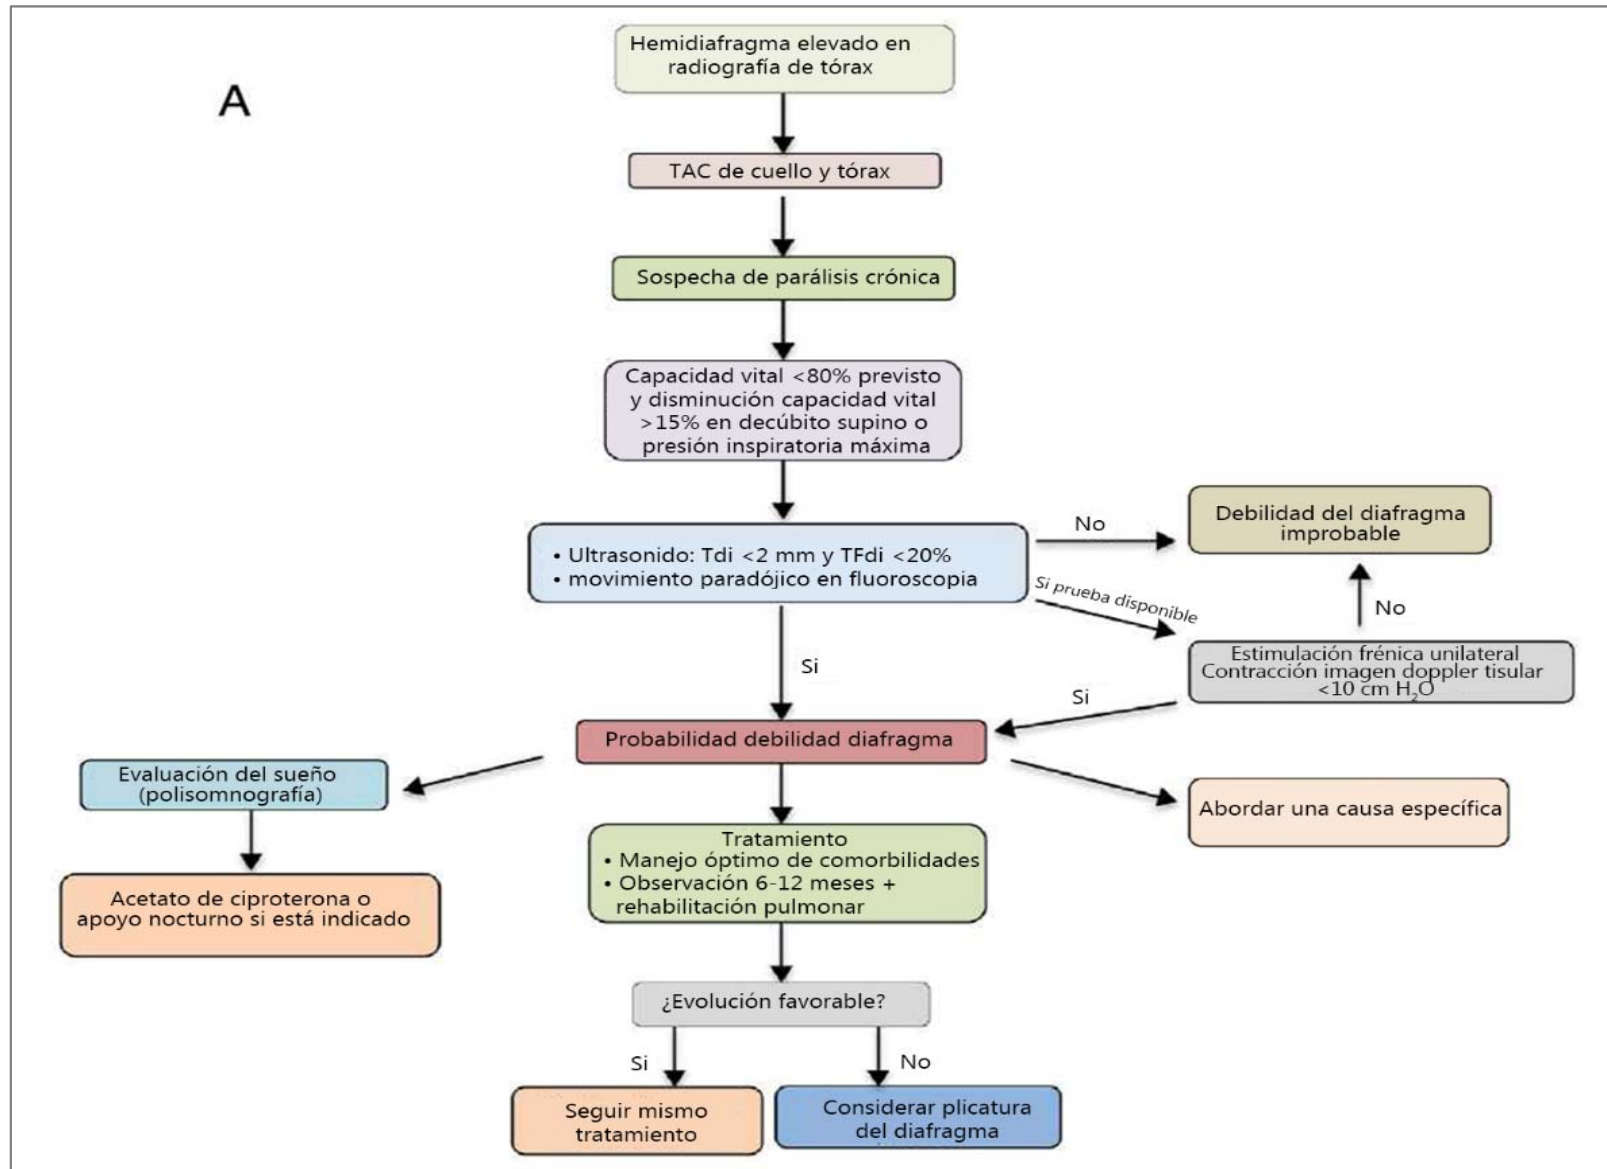 A
Hemidiafragma elevado en
radiografía de tórax
TAC de cuello y tórax
Sospecha de parálisis crónica
Capacidad vital <80% previsto
y disminución capacidad vital
>15% en decúbito supino o
presión inspiratoria máxima
• Ultrasonido: Tdi <2 mm y TFdi <20%
• movimiento paradójico en fluoroscopia
No
Debilidad del diafragma
improbable
Si prueba disponible
No
Estimulación frénica unilateral
Contracción imagen doppler tisular
<10 cm H₂O
Si
Si
Probabilidad debilidad diafragma
Evaluación del sueño
(polisomnografía)
Abordar una causa específica
Acetato de ciproterona o
apoyo nocturno si está indicado
Tratamiento
• Manejo óptimo de comorbilidades
• Observación 6-12 meses +
rehabilitación pulmonar
¿Evolución favorable?
Si
No
Seguir mismo
tratamiento
Considerar plicatura
del diafragma